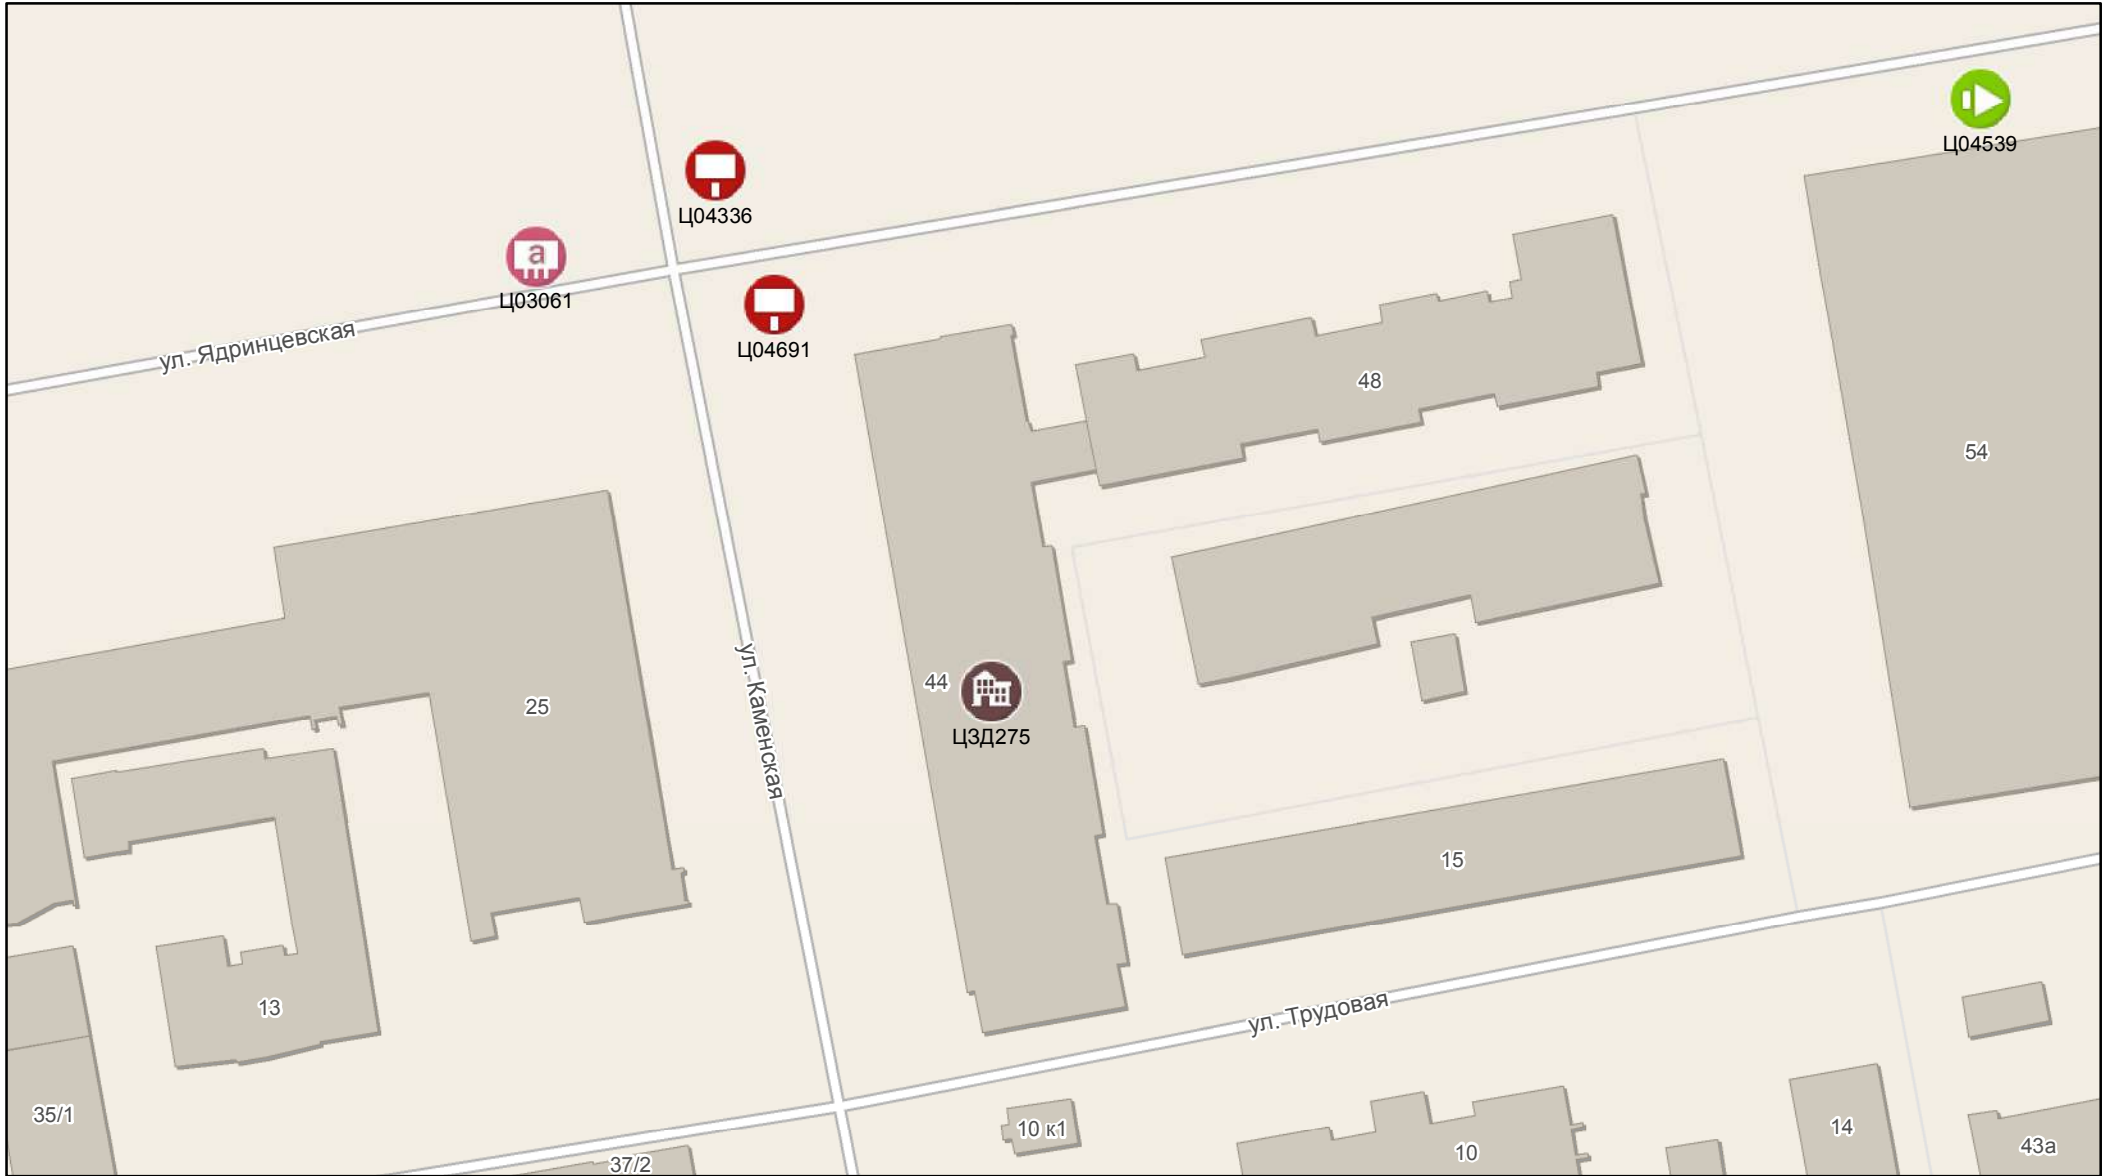 Ц04539
Ц04336
a
Ц03061
Ц04691
ул. Ядринцевская
48
54
44
ул. Каменская
25
ЦЗД275
15
13
ул. Трудовая
35/1
10 к1
14
10
43а
37/2